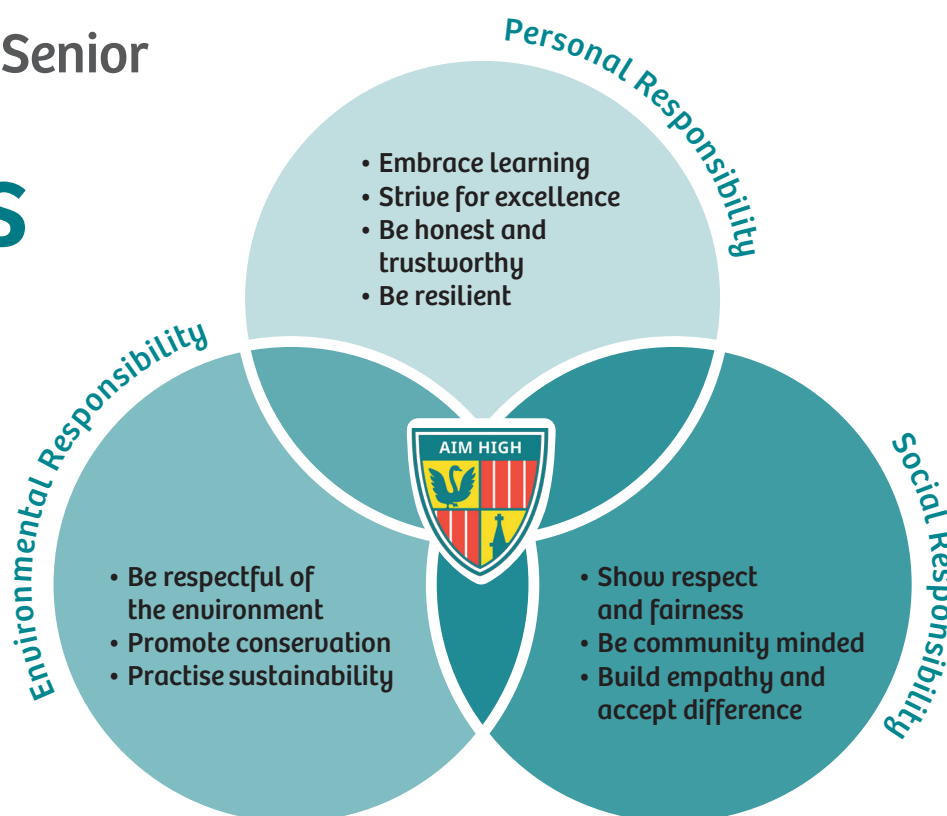 Senior
s
Personal Responsibility
• Embrace learning
• Strive for excellence
• Be honest and
trustworthy
• Be resilient
Environmental Responsibility
• Be respectful of
the environment
• Promote conservation
• Practise sustainability
AIM HIGH
Social Responsibility
• Show respect
and fairness
• Be community minded
• Build empathy and
accept difference